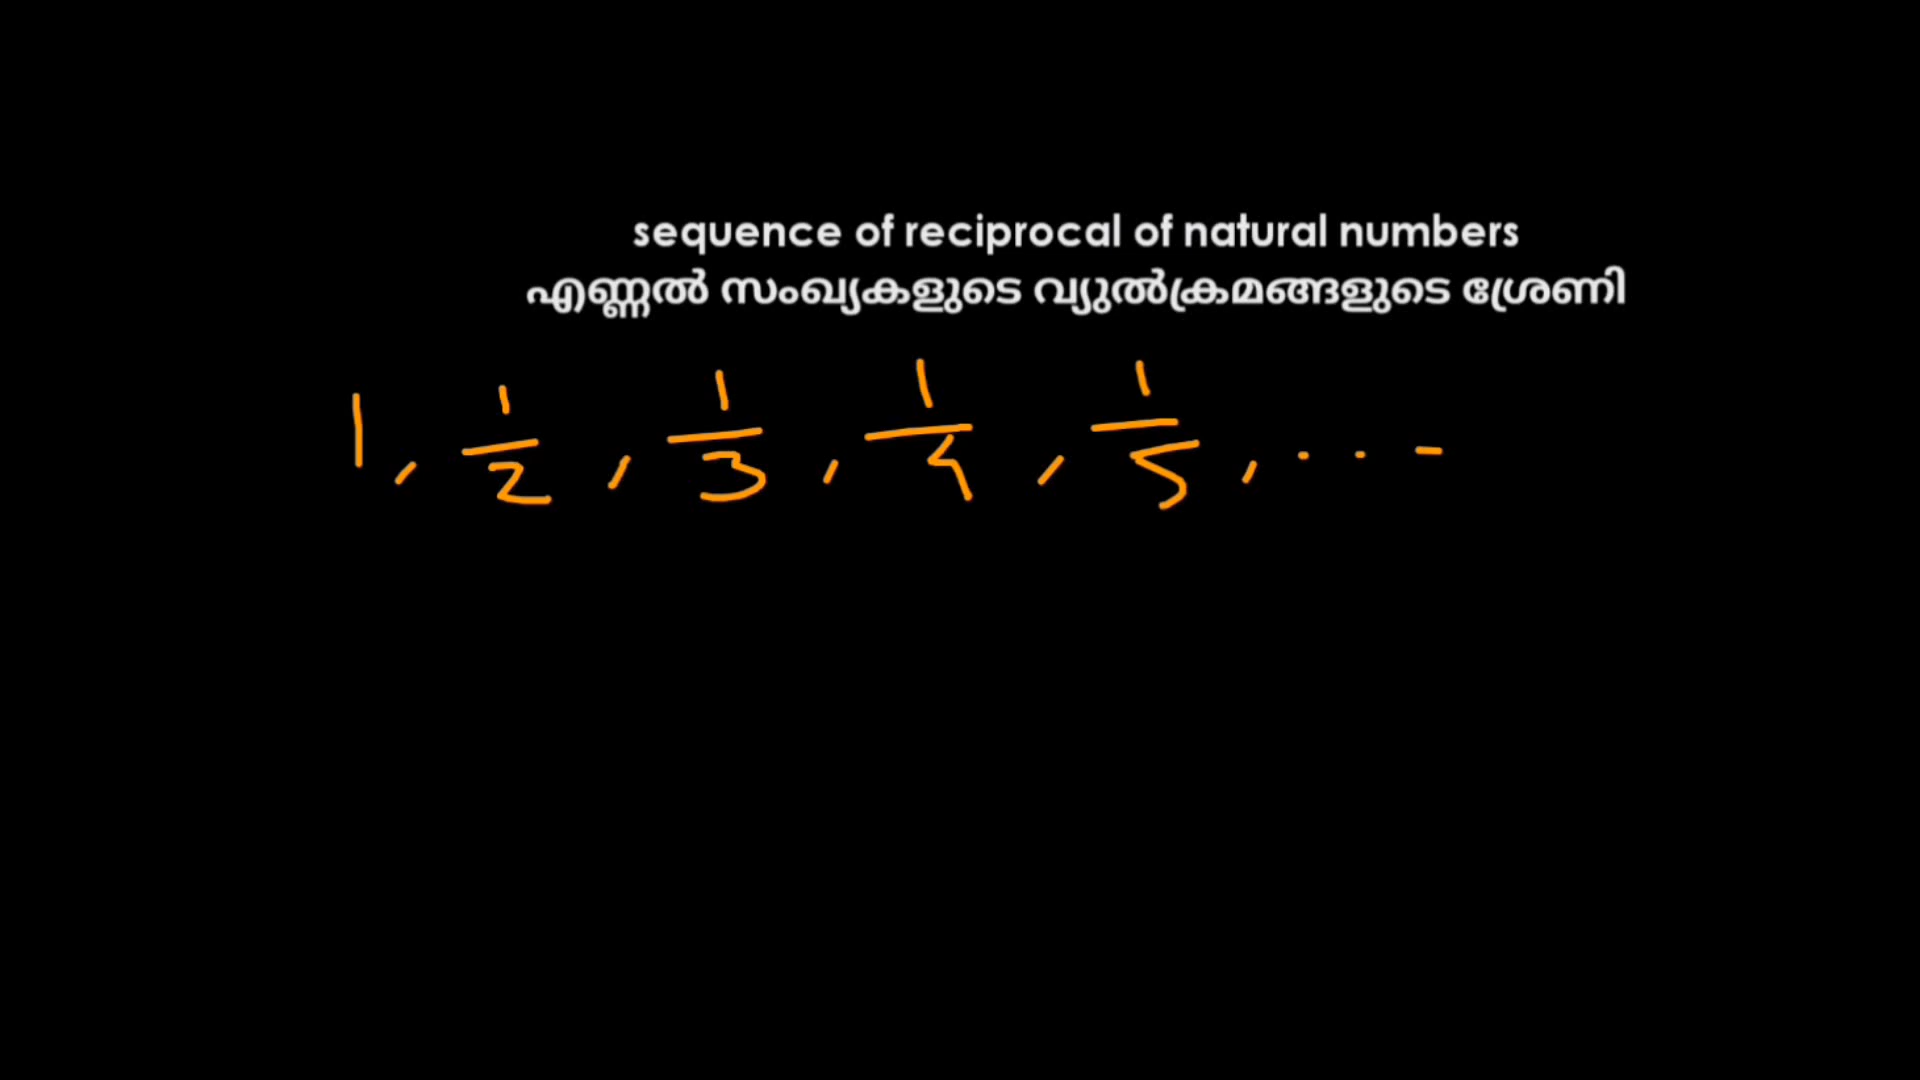 sequence of reciprocal of natural numbers
എണ്ണൽ സംഖ്യകളുടെ വ്യുൽക്രമങ്ങളുടെ ശ്രേണി
1, 1/2, 1/3, 1/4, 1/5, ...